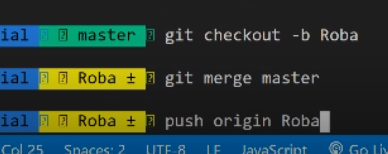 ial master git checkout -b Roba
ial Roba ± git merge master
ial Roba ± push origin Roba
Col 25 Spaces: 2 UTF-8 LF JavaScript Go Li